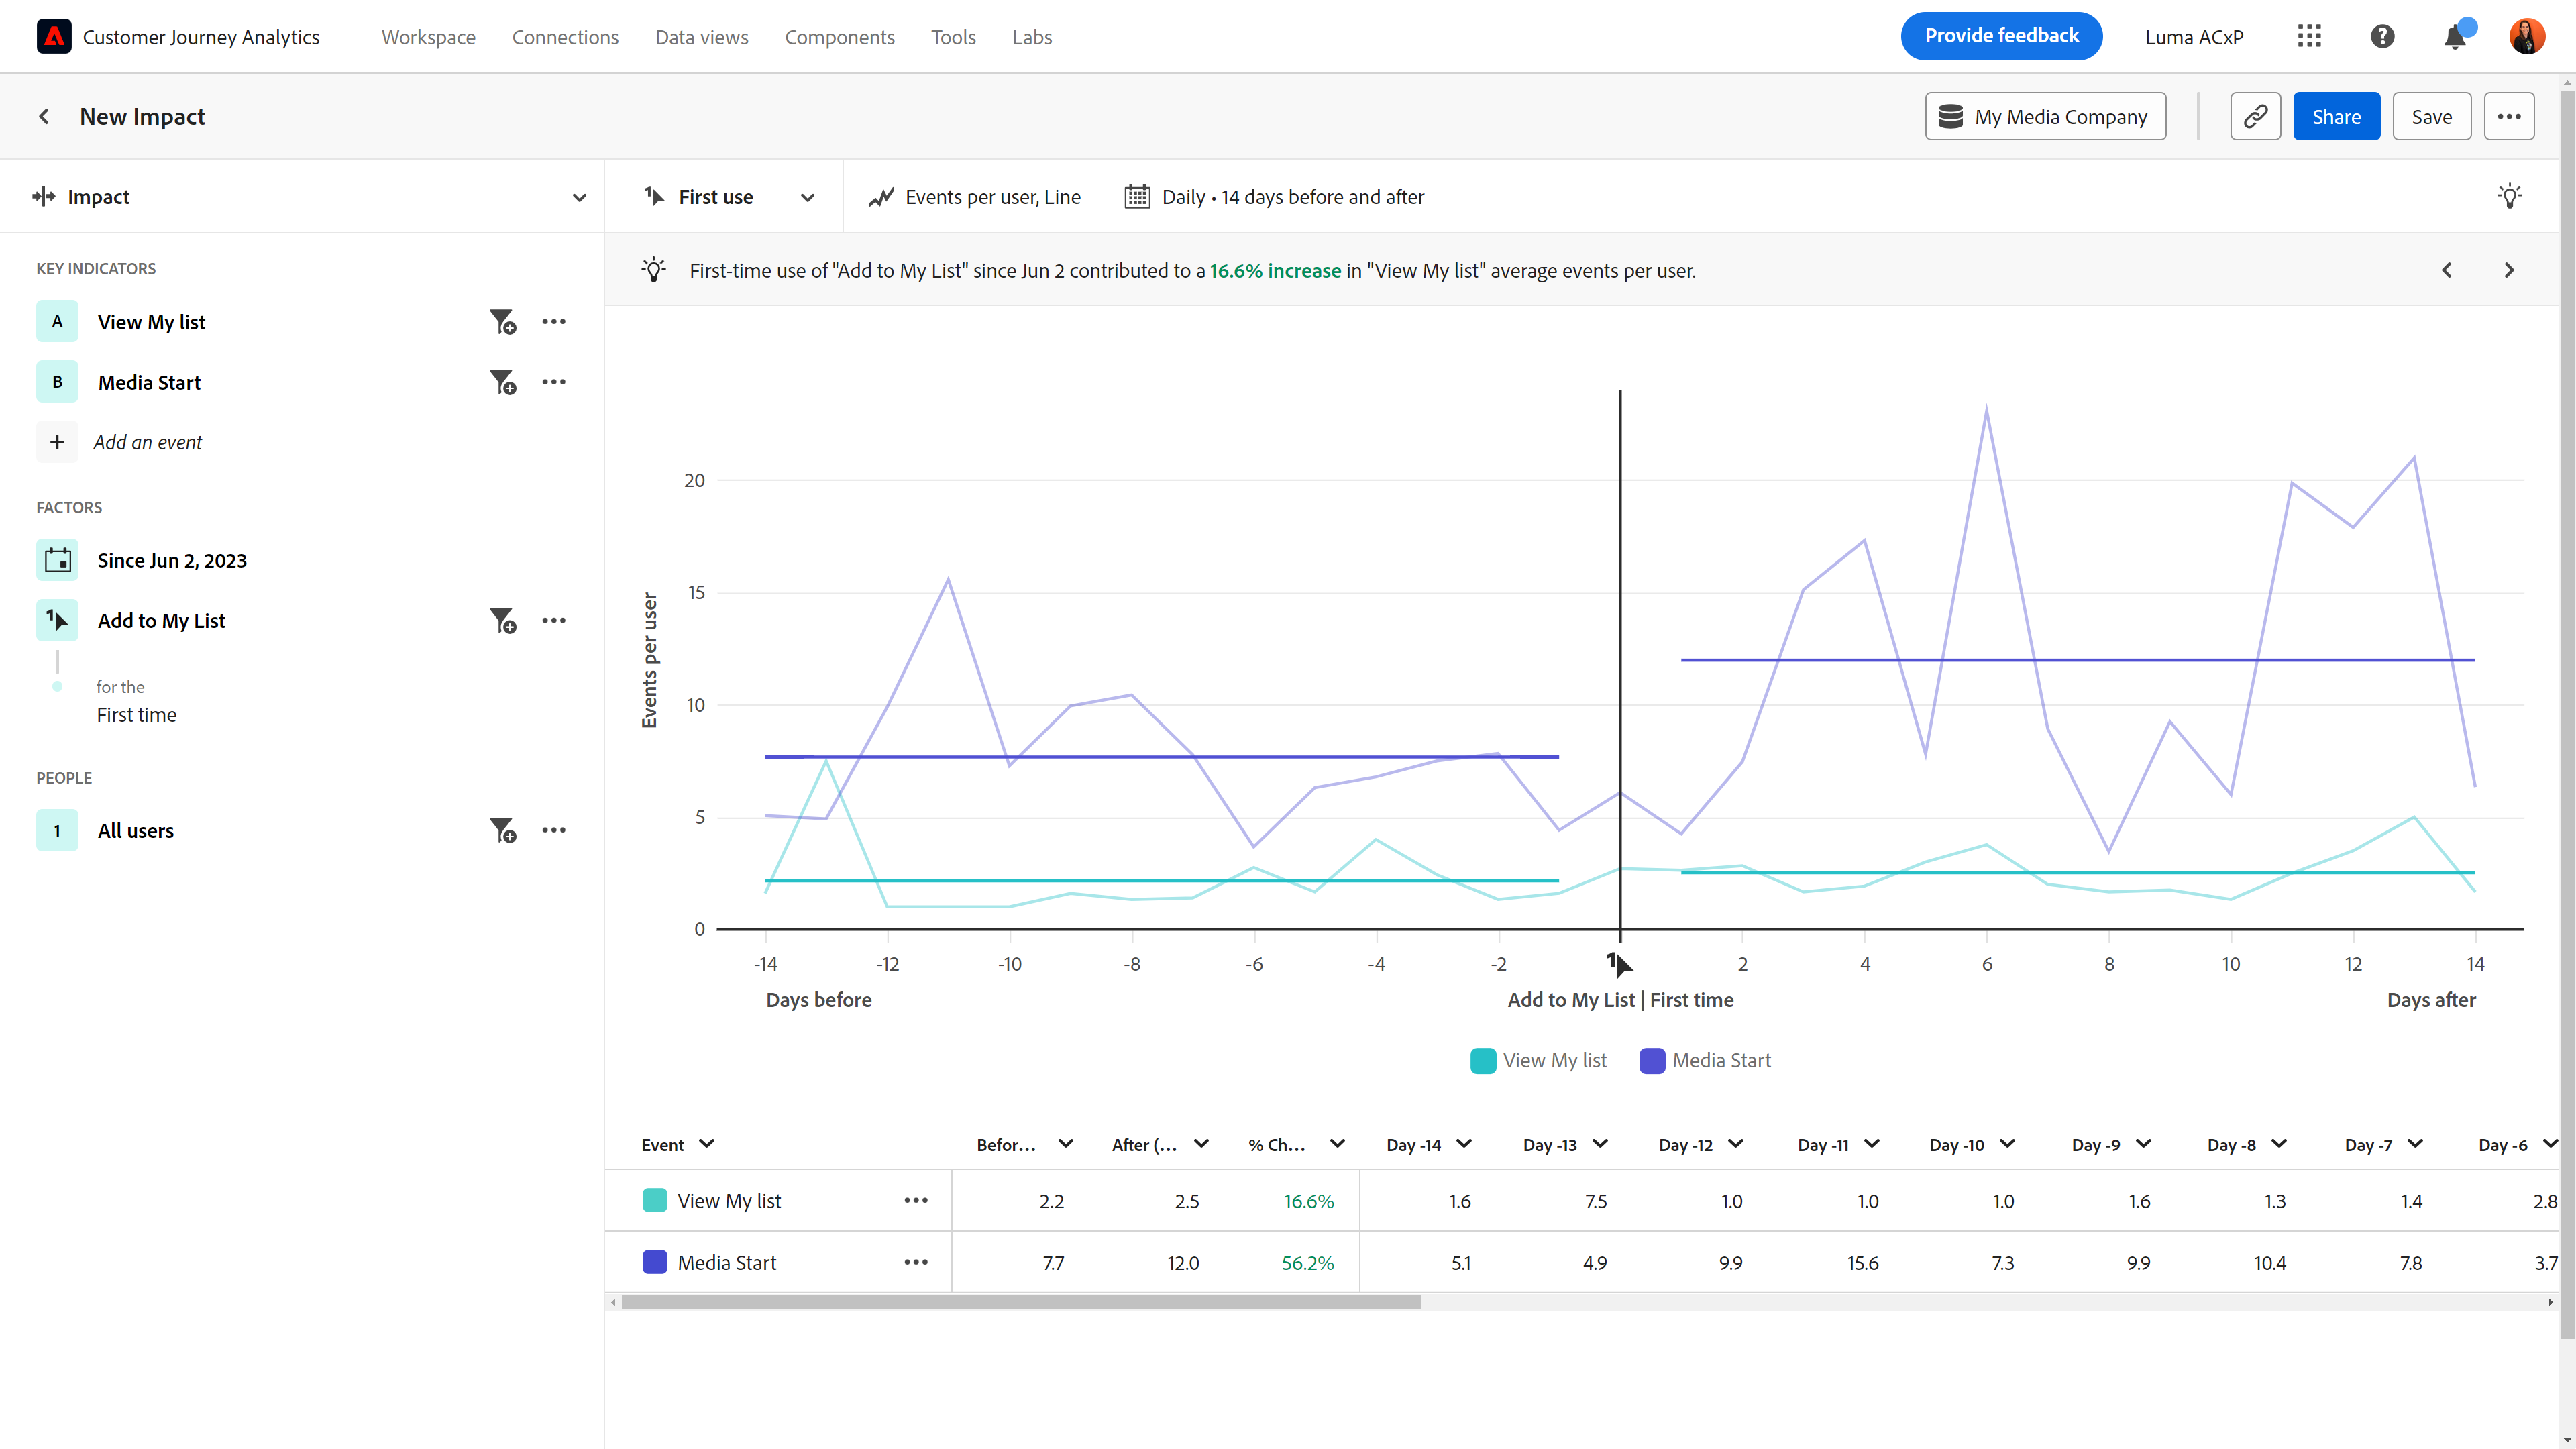 Customer Journey Analytics Workspace Connections Data views Components Tools Labs Provide feedback Luma ACxP
New Impact My Media Company Share Save
Impact First use Events per user, Line Daily • 14 days before and after
KEY INDICATORS
First-time use of "Add to My List" since Jun 2 contributed to a 16.6% increase in "View My list" average events per user.
A View My list
B Media Start
Add an event
FACTORS
Since Jun 2, 2023
1 Add to My List
for the
First time
PEOPLE
1 All users
Events per user
20
15
10
5
0
-14 -12 -10 -8 -6 -4 -2 1 2 4 6 8 10 12 14
Days before Add to My List | First time Days after
View My list Media Start
Event Befor... After (... % Ch... Day -14 Day -13 Day -12 Day -11 Day -10 Day -9 Day -8 Day -7 Day -6
View My list 2.2 2.5 16.6% 1.6 7.5 1.0 1.0 1.0 1.6 1.3 1.4 2.8
Media Start 7.7 12.0 56.2% 5.1 4.9 9.9 15.6 7.3 9.9 10.4 7.8 3.7